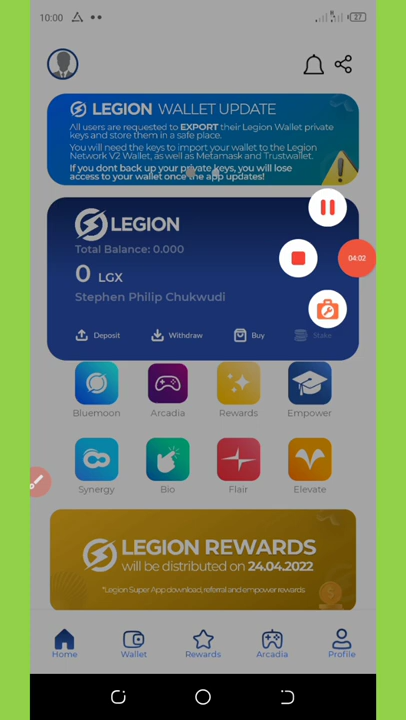 10:00
27
LEGION WALLET UPDATE
All users are requested to EXPORT their Legion Wallet private
keys and store them in a safe place.
You will need the keys to import your wallet to the Legion
Network V2 Wallet, as well as Metamask and Trustwallet.
If you dont back up your private keys, you will lose
access to your wallet once the app updates!
LEGION
Total Balance: 0.000
0 LGX
Stephen Philip Chukwudi
04:02
Deposit Withdraw Buy Stake
Bluemoon Arcadia Rewards Empower
Synergy Bio Flair Elevate
LEGION REWARDS
will be distributed on 24.04.2022
*Legion Super App download, referral and empower rewards
Home Wallet Rewards Arcadia Profile